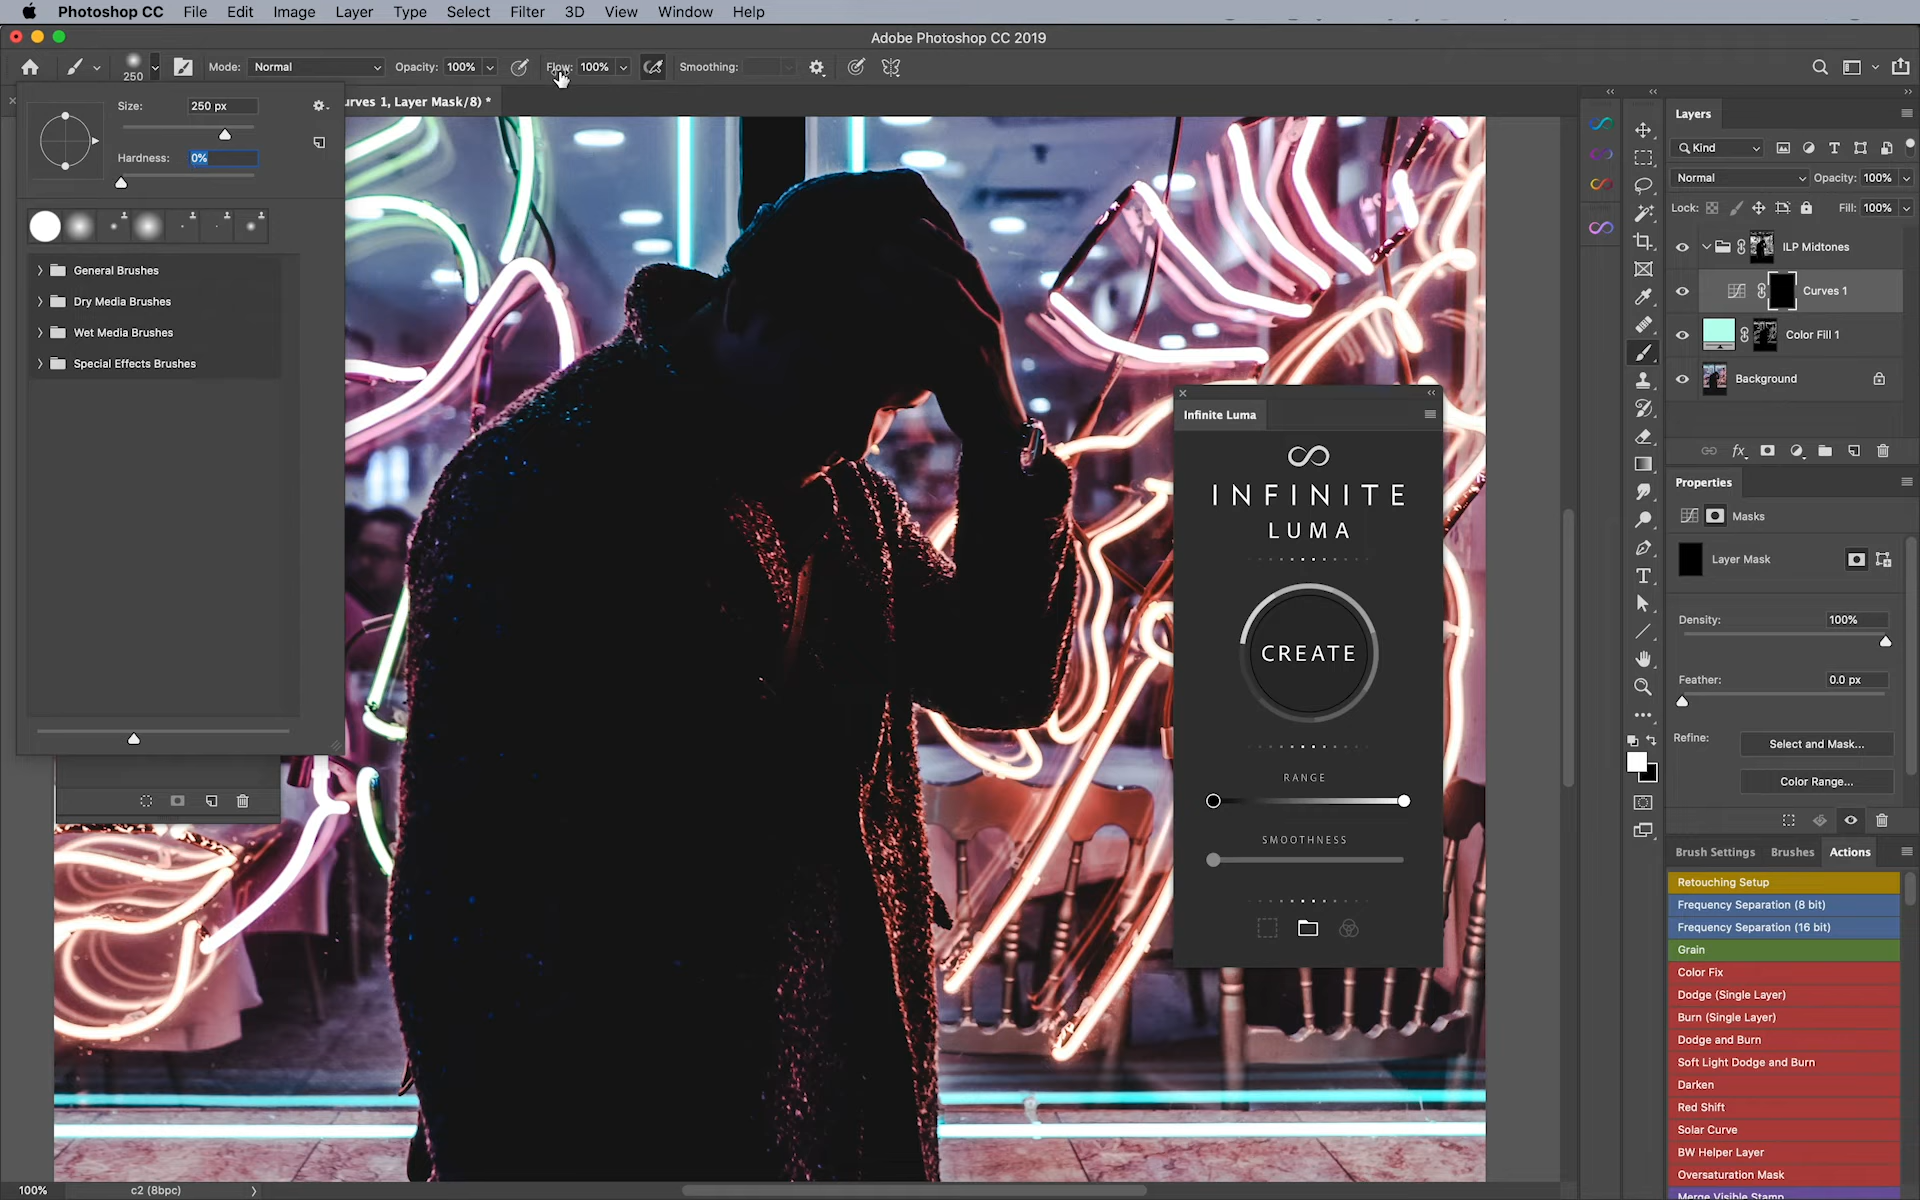 Photoshop CC File Edit Image Layer Type Select Filter 3D View Window Help
Adobe Photoshop CC 2019
250 Mode: Normal Opacity: 100% Flow: 100% Smoothing:
urves 1, Layer Mask/8) *
Size: 250 px
Hardness: 0%
General Brushes
Dry Media Brushes
Wet Media Brushes
Special Effects Brushes
Infinite Luma
INFINITE
LUMA
CREATE
RANGE
SMOOTHNESS
Layers
Kind
Normal Opacity: 100%
Lock: Fill: 100%
ILP Midtones
Curves 1
Color Fill 1
Background
fx
Properties
Masks
Layer Mask
Density: 100%
Feather: 0.0 px
Refine: Select and Mask...
Color Range...
Brush Settings Brushes Actions
Retouching Setup
Frequency Separation (8 bit)
Frequency Separation (16 bit)
Grain
Color Fix
Dodge (Single Layer)
Burn (Single Layer)
Dodge and Burn
Soft Light Dodge and Burn
Darken
Red Shift
Solar Curve
BW Helper Layer
Oversaturation Mask
Merge Visible Stamp
100% c2 (8bpc)